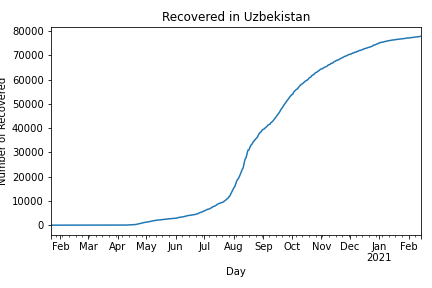 Recovered in Uzbekistan
Number of Recovered
80000
70000
60000
50000
40000
30000
20000
10000
0
Feb Mar Apr May Jun Jul Aug Sep Oct Nov Dec Jan Feb
2021
Day